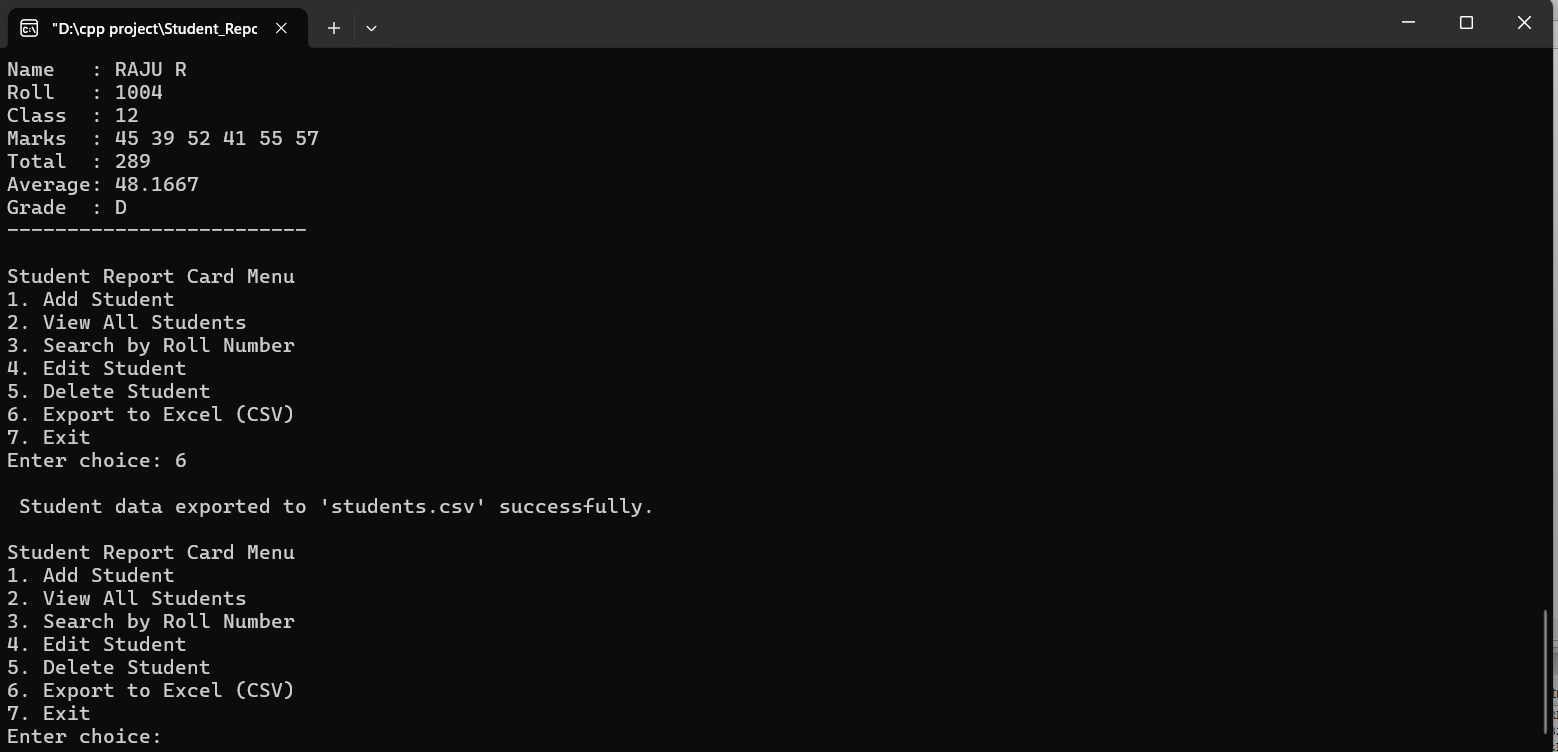 "D:\cpp project\Student_Repo
Name   : RAJU R
Roll   : 1004
Class  : 12
Marks  : 45 39 52 41 55 57
Total  : 289
Average: 48.1667
Grade  : D
-------------------------
Student Report Card Menu
1. Add Student
2. View All Students
3. Search by Roll Number
4. Edit Student
5. Delete Student
6. Export to Excel (CSV)
7. Exit
Enter choice: 6
Student data exported to 'students.csv' successfully.
Student Report Card Menu
1. Add Student
2. View All Students
3. Search by Roll Number
4. Edit Student
5. Delete Student
6. Export to Excel (CSV)
7. Exit
Enter choice: